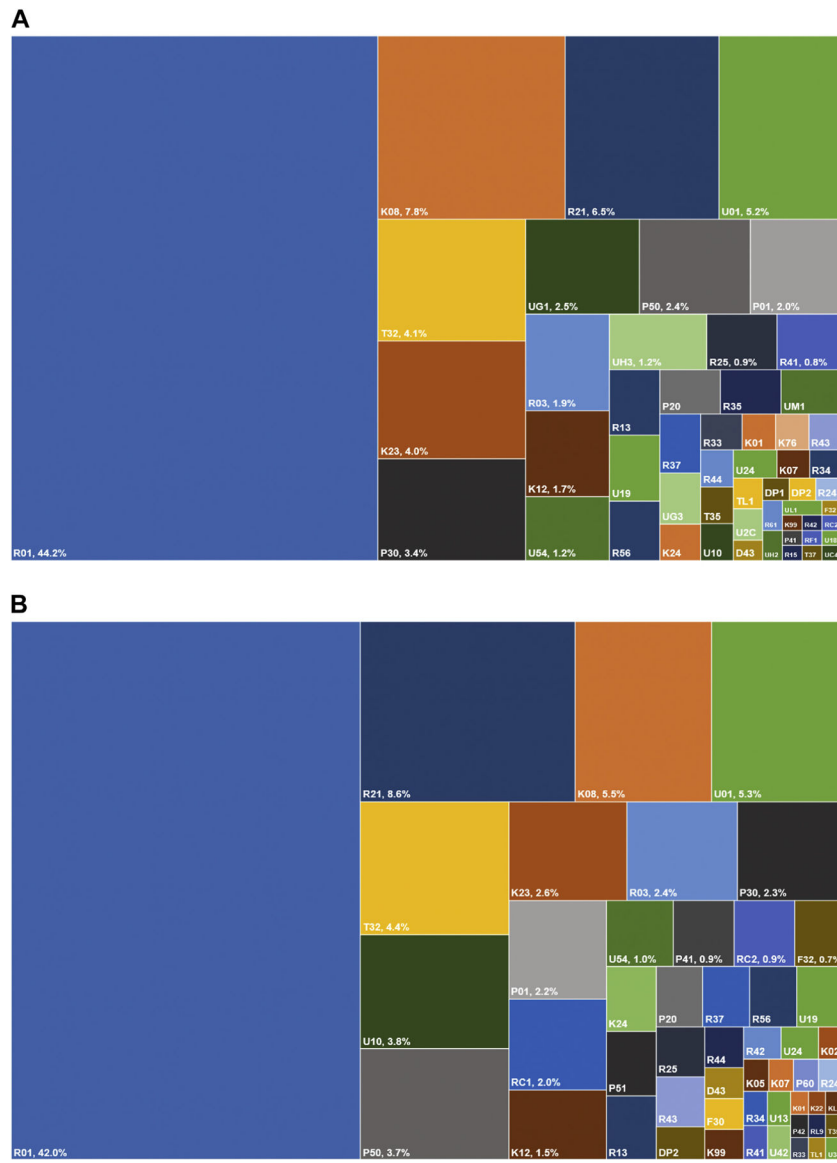 A
K08, 7.8%
R21, 6.5%
U01, 5.2%
T32, 4.1%
UG1, 2.5%
P50, 2.4%
P01, 2.0%
UH3, 1.2%
R25, 0.9%
R41, 0.8%
R03, 1.9%
P20
R35
UM1
R13
R33
K01
K76
R43
K23, 4.0%
R37
R44
U24
K07
R34
K12, 1.7%
U19
UG3
T35
TL1
DP1
DP2
R24
UL1
F32
R61
K99
R42
RC2
U2C
P41
RF1
U18
R01, 44.2%
P30, 3.4%
U54, 1.2%
R56
K24
U10
D43
UH2
R15
T37
UC4
B
R21, 8.6%
K08, 5.5%
U01, 5.3%
T32, 4.4%
K23, 2.6%
R03, 2.4%
P30, 2.3%
U54, 1.0%
P41, 0.9%
RC2, 0.9%
F32, 0.7%
P01, 2.2%
K24
P20
R37
R56
U19
U10, 3.8%
RC1, 2.0%
P51
R25
R44
R42
U24
K02
D43
K05
K07
P60
R24
R43
F30
R34
U13
K01
K22
KL
P42
RL9
T3
R01, 42.0%
P50, 3.7%
K12, 1.5%
R13
DP2
K99
R41
U42
R33
TL1
U3